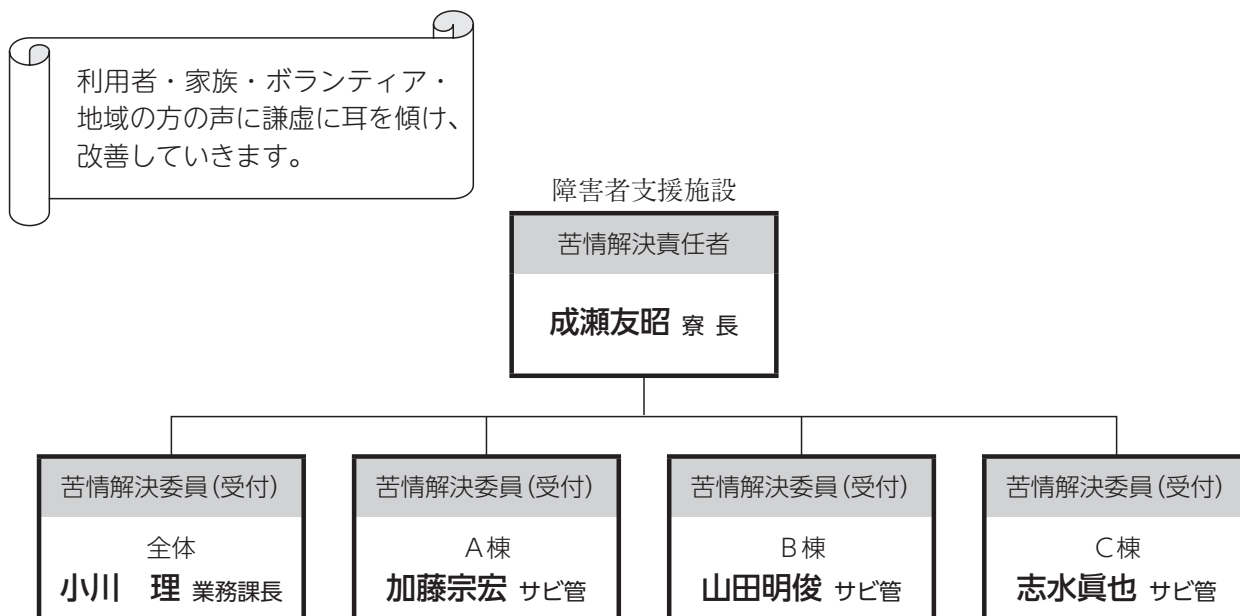 利用者・家族・ボランティア・
地域の方の声に謙虚に耳を傾け、
改善していきます。
障害者支援施設
苦情解決責任者
成瀬友昭 寮 長
苦情解決委員(受付)
全体
小川　理 業務課長
苦情解決委員(受付)
A棟
加藤宗宏 サビ管
苦情解決委員(受付)
B棟
山田明俊 サビ管
苦情解決委員(受付)
C棟
志水眞也 サビ管